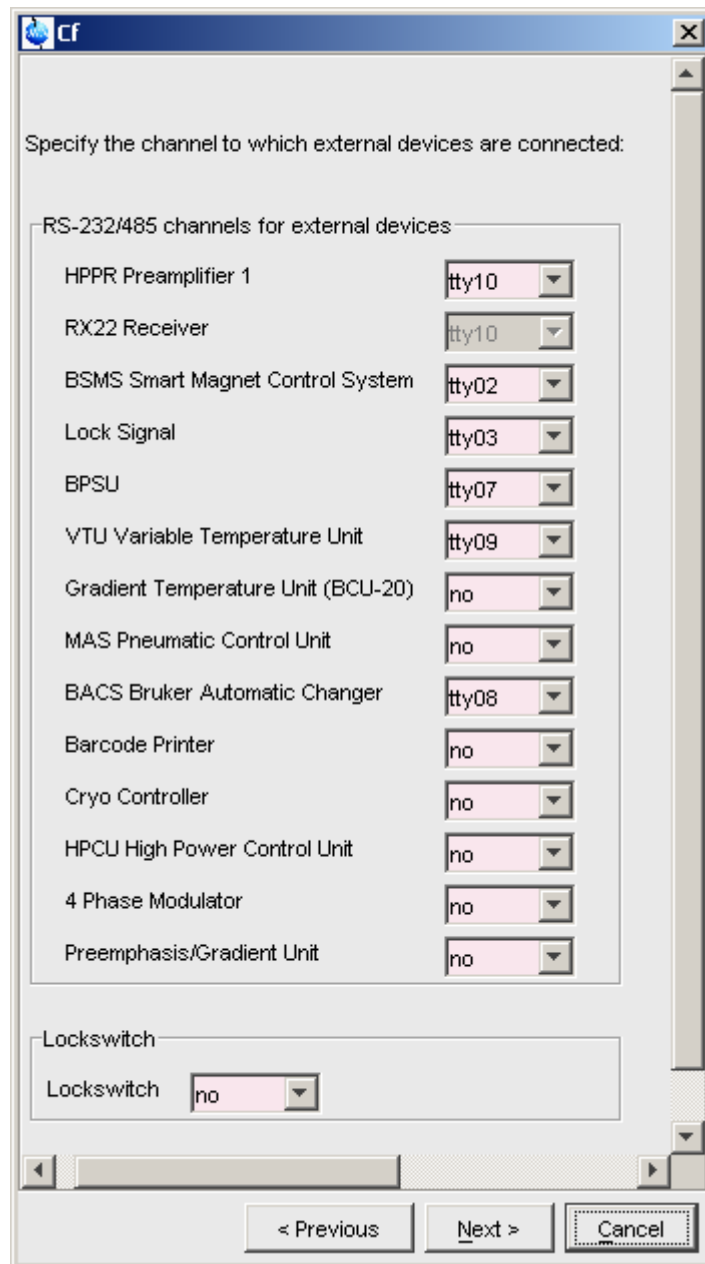 Cf
Specify the channel to which external devices are connected:
RS-232/485 channels for external devices
HPPR Preamplifier 1 tty10
RX22 Receiver tty10
BSMS Smart Magnet Control System tty02
Lock Signal tty03
BPSU tty07
VTU Variable Temperature Unit tty09
Gradient Temperature Unit (BCU-20) no
MAS Pneumatic Control Unit no
BACS Bruker Automatic Changer tty08
Barcode Printer no
Cryo Controller no
HPCU High Power Control Unit no
4 Phase Modulator no
Preemphasis/Gradient Unit no
Lockswitch
Lockswitch no
< Previous Next > Cancel